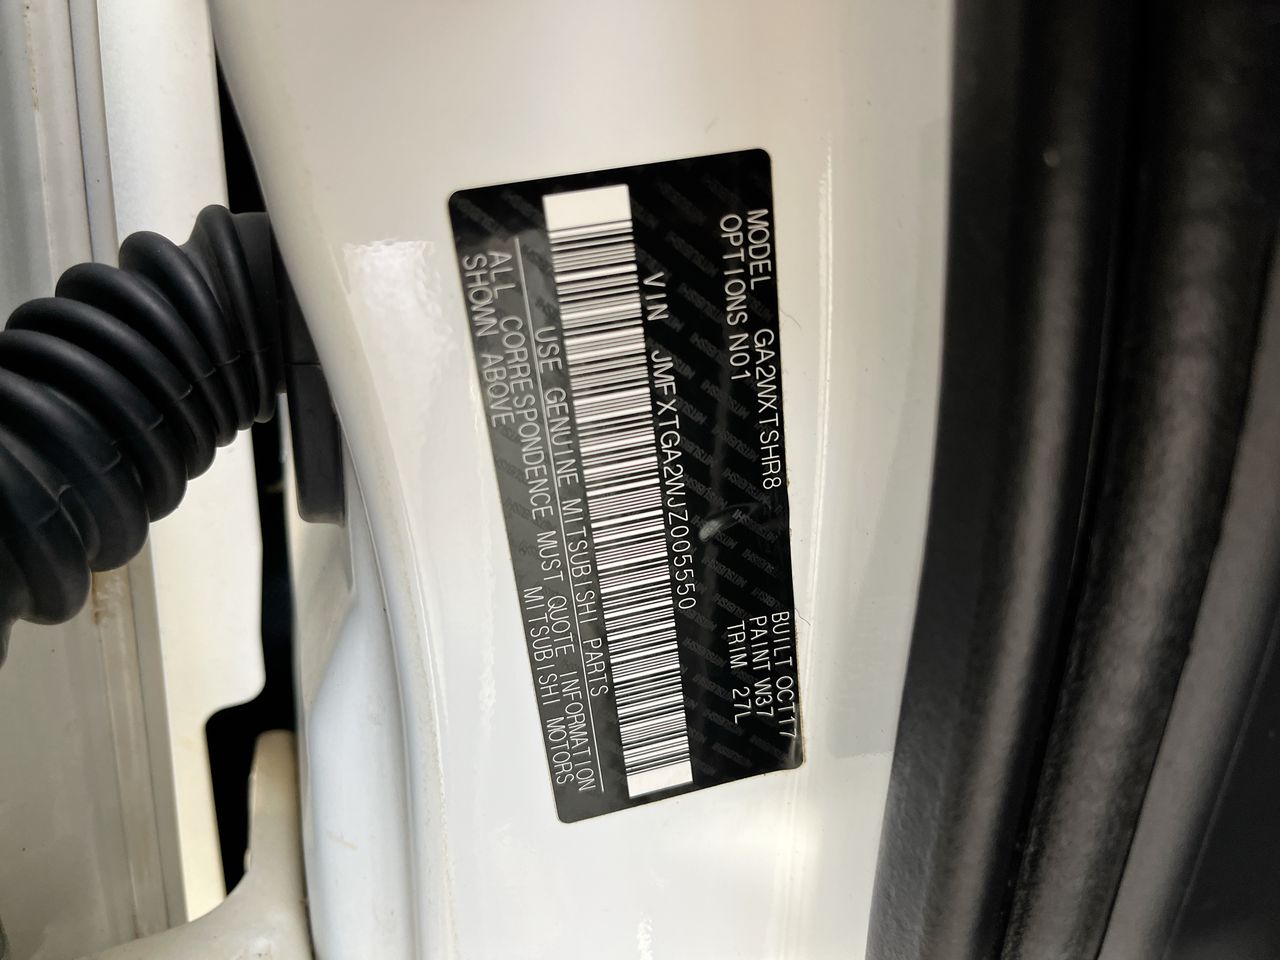 MODEL GA2WXTSHR8 BUILT OCT17
OPTIONS N01 PAINT W37
TRIM 27L
VIN JMFXTGA2WJZ005550
USE GENUINE MITSUBISHI PARTS
ALL CORRESPONDENCE MUST QUOTE INFORMATION
SHOWN ABOVE MITSUBISHI MOTORS